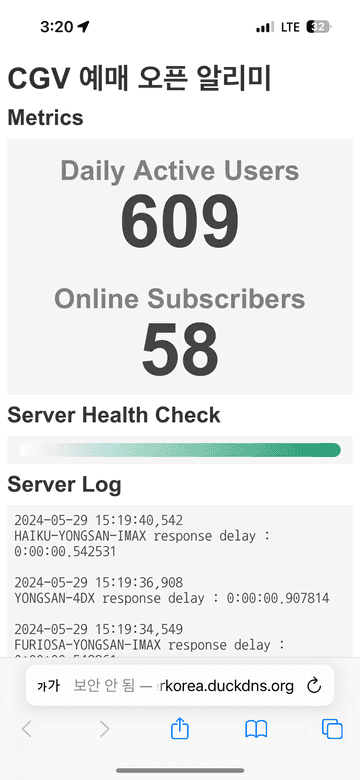 3:20
LTE
32
CGV 예매 오픈 알리미
Metrics
Daily Active Users
609
Online Subscribers
58
Server Health Check
Server Log
2024-05-29 15:19:40,542
HAIKU-YONGSAN-IMAX response delay :
0:00:00.542531
2024-05-29 15:19:36,908
YONGSAN-4DX response delay : 0:00:00.907814
2024-05-29 15:19:34,549
FURIOSA-YONGSAN-IMAX response delay :
가가 보안 안 됨 — rkorea.duckdns.org